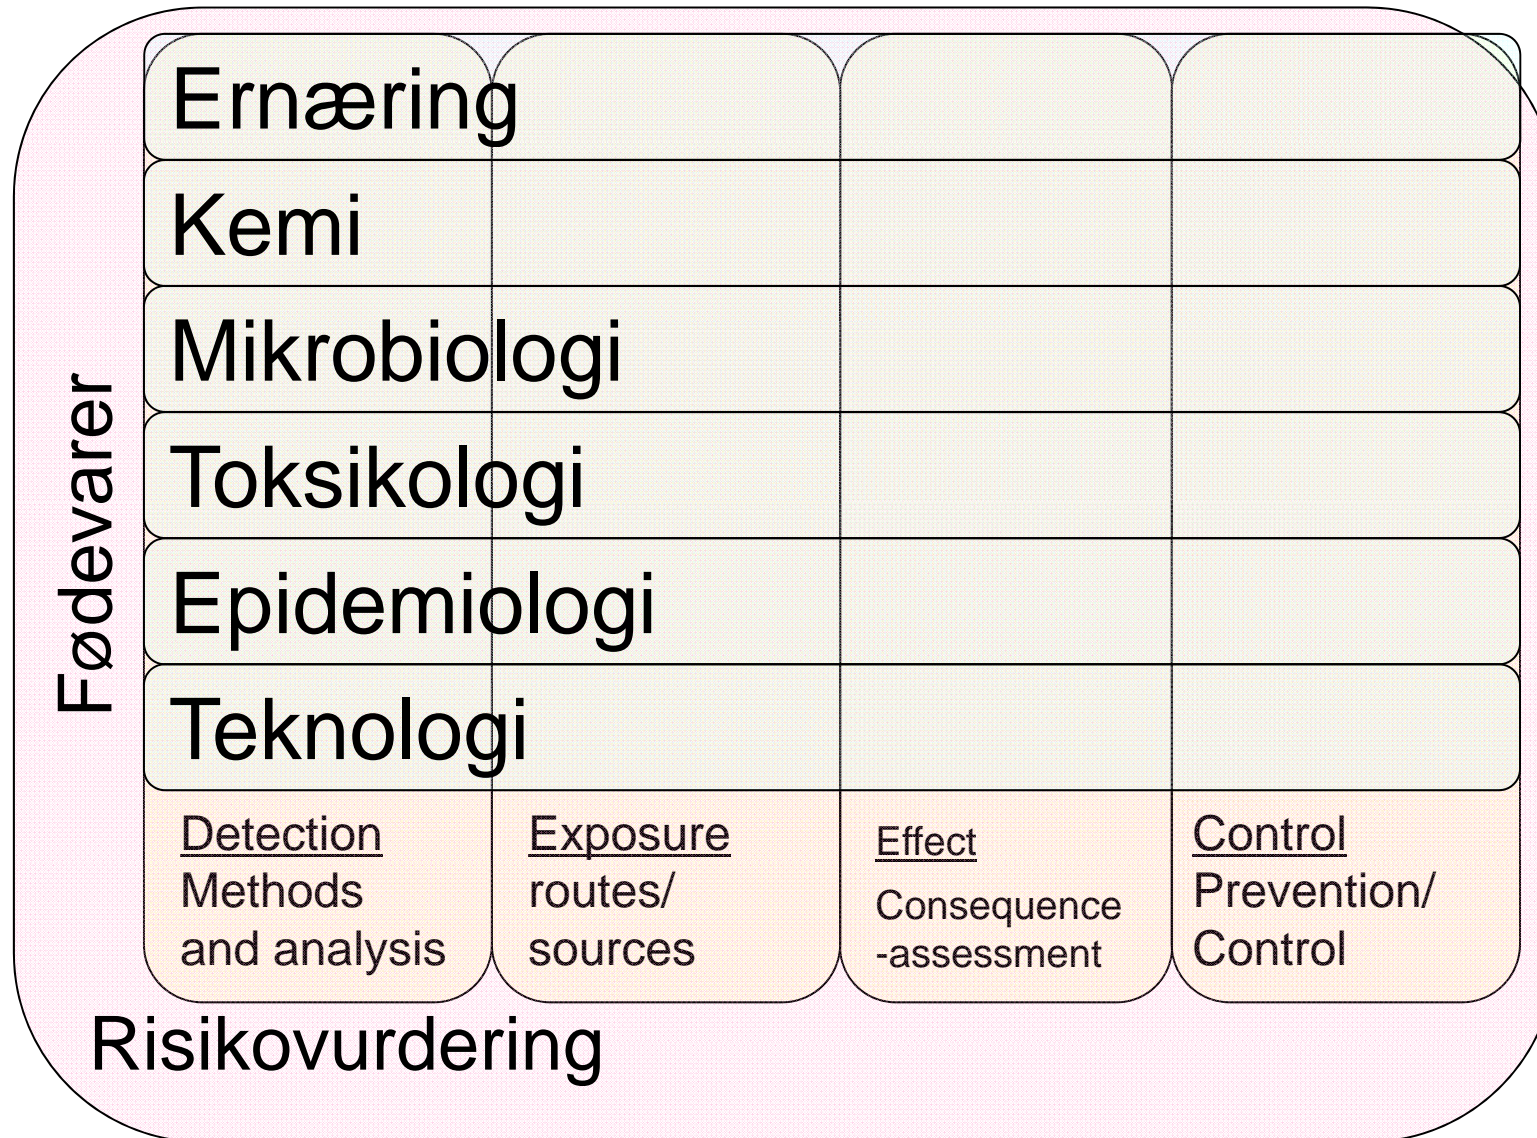 Fødevarer
Ernæring
Kemi
Mikrobiologi
Toksikologi
Epidemiologi
Teknologi
Detection
Methods
and analysis
Exposure
routes/
sources
Effect
Consequence
-assessment
Control
Prevention/
Control
Risikovurdering